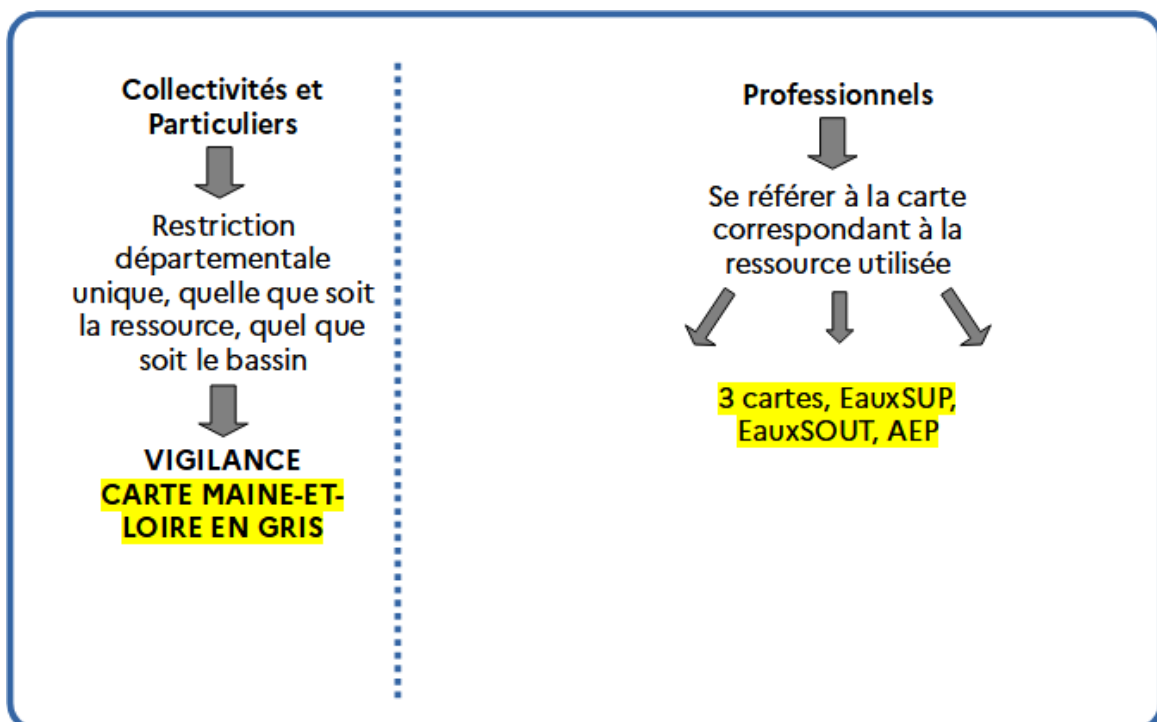 Collectivités et
Particuliers
Restriction
départementale
unique, quelle que soit
la ressource, quel que
soit le bassin
VIGILANCE
CARTE MAINE-ET-
LOIRE EN GRIS
Professionnels
Se référer à la carte
correspondant à la
ressource utilisée
3 cartes, EauxSUP,
EauxSOUT, AEP